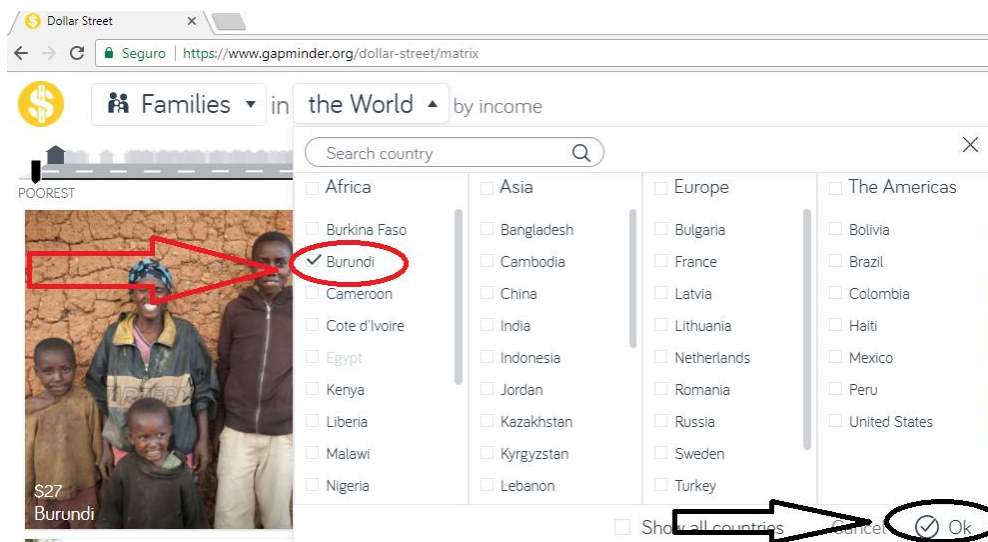 Dollar Street
Seguro https://www.gapminder.org/dollar-street/matrix
$ Families in the World by income
Search country
POOREST
Africa
Burkina Faso
Burundi
Cameroon
Cote d'Ivoire
Egypt
Kenya
Liberia
Malawi
Nigeria
Asia
Bangladesh
Cambodia
China
India
Indonesia
Jordan
Kazakhstan
Kyrgyzstan
Lebanon
Europe
Bulgaria
France
Latvia
Lithuania
Netherlands
Romania
Russia
Sweden
Turkey
The Americas
Bolivia
Brazil
Colombia
Haiti
Mexico
Peru
United States
$27
Burundi
Show all countries
Cancel
Ok